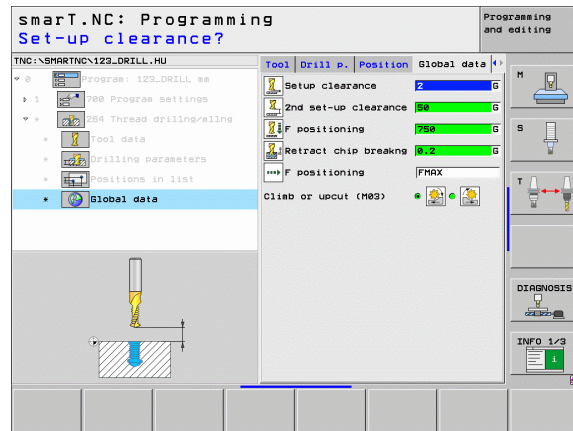 smarT.NC: Programming
Programming and editing
Set-up clearance?
TNC:\SMARTNC\123_DRILL.HU
0 Program: 123_DRILL mm
1 700 Program settings
* 264 Thread drillng/mllng
* Tool data
* Drilling parameters
* Positions in list
* Global data
Tool Drill p. Position Global data
Setup clearance 2 G
2nd set-up clearance 50 G
F positioning 750 G
Retract chip breakng 0.2 G
F positioning FMAX
Climb or upcut (M03)
M
S
T
DIAGNOSIS
INFO 1/3